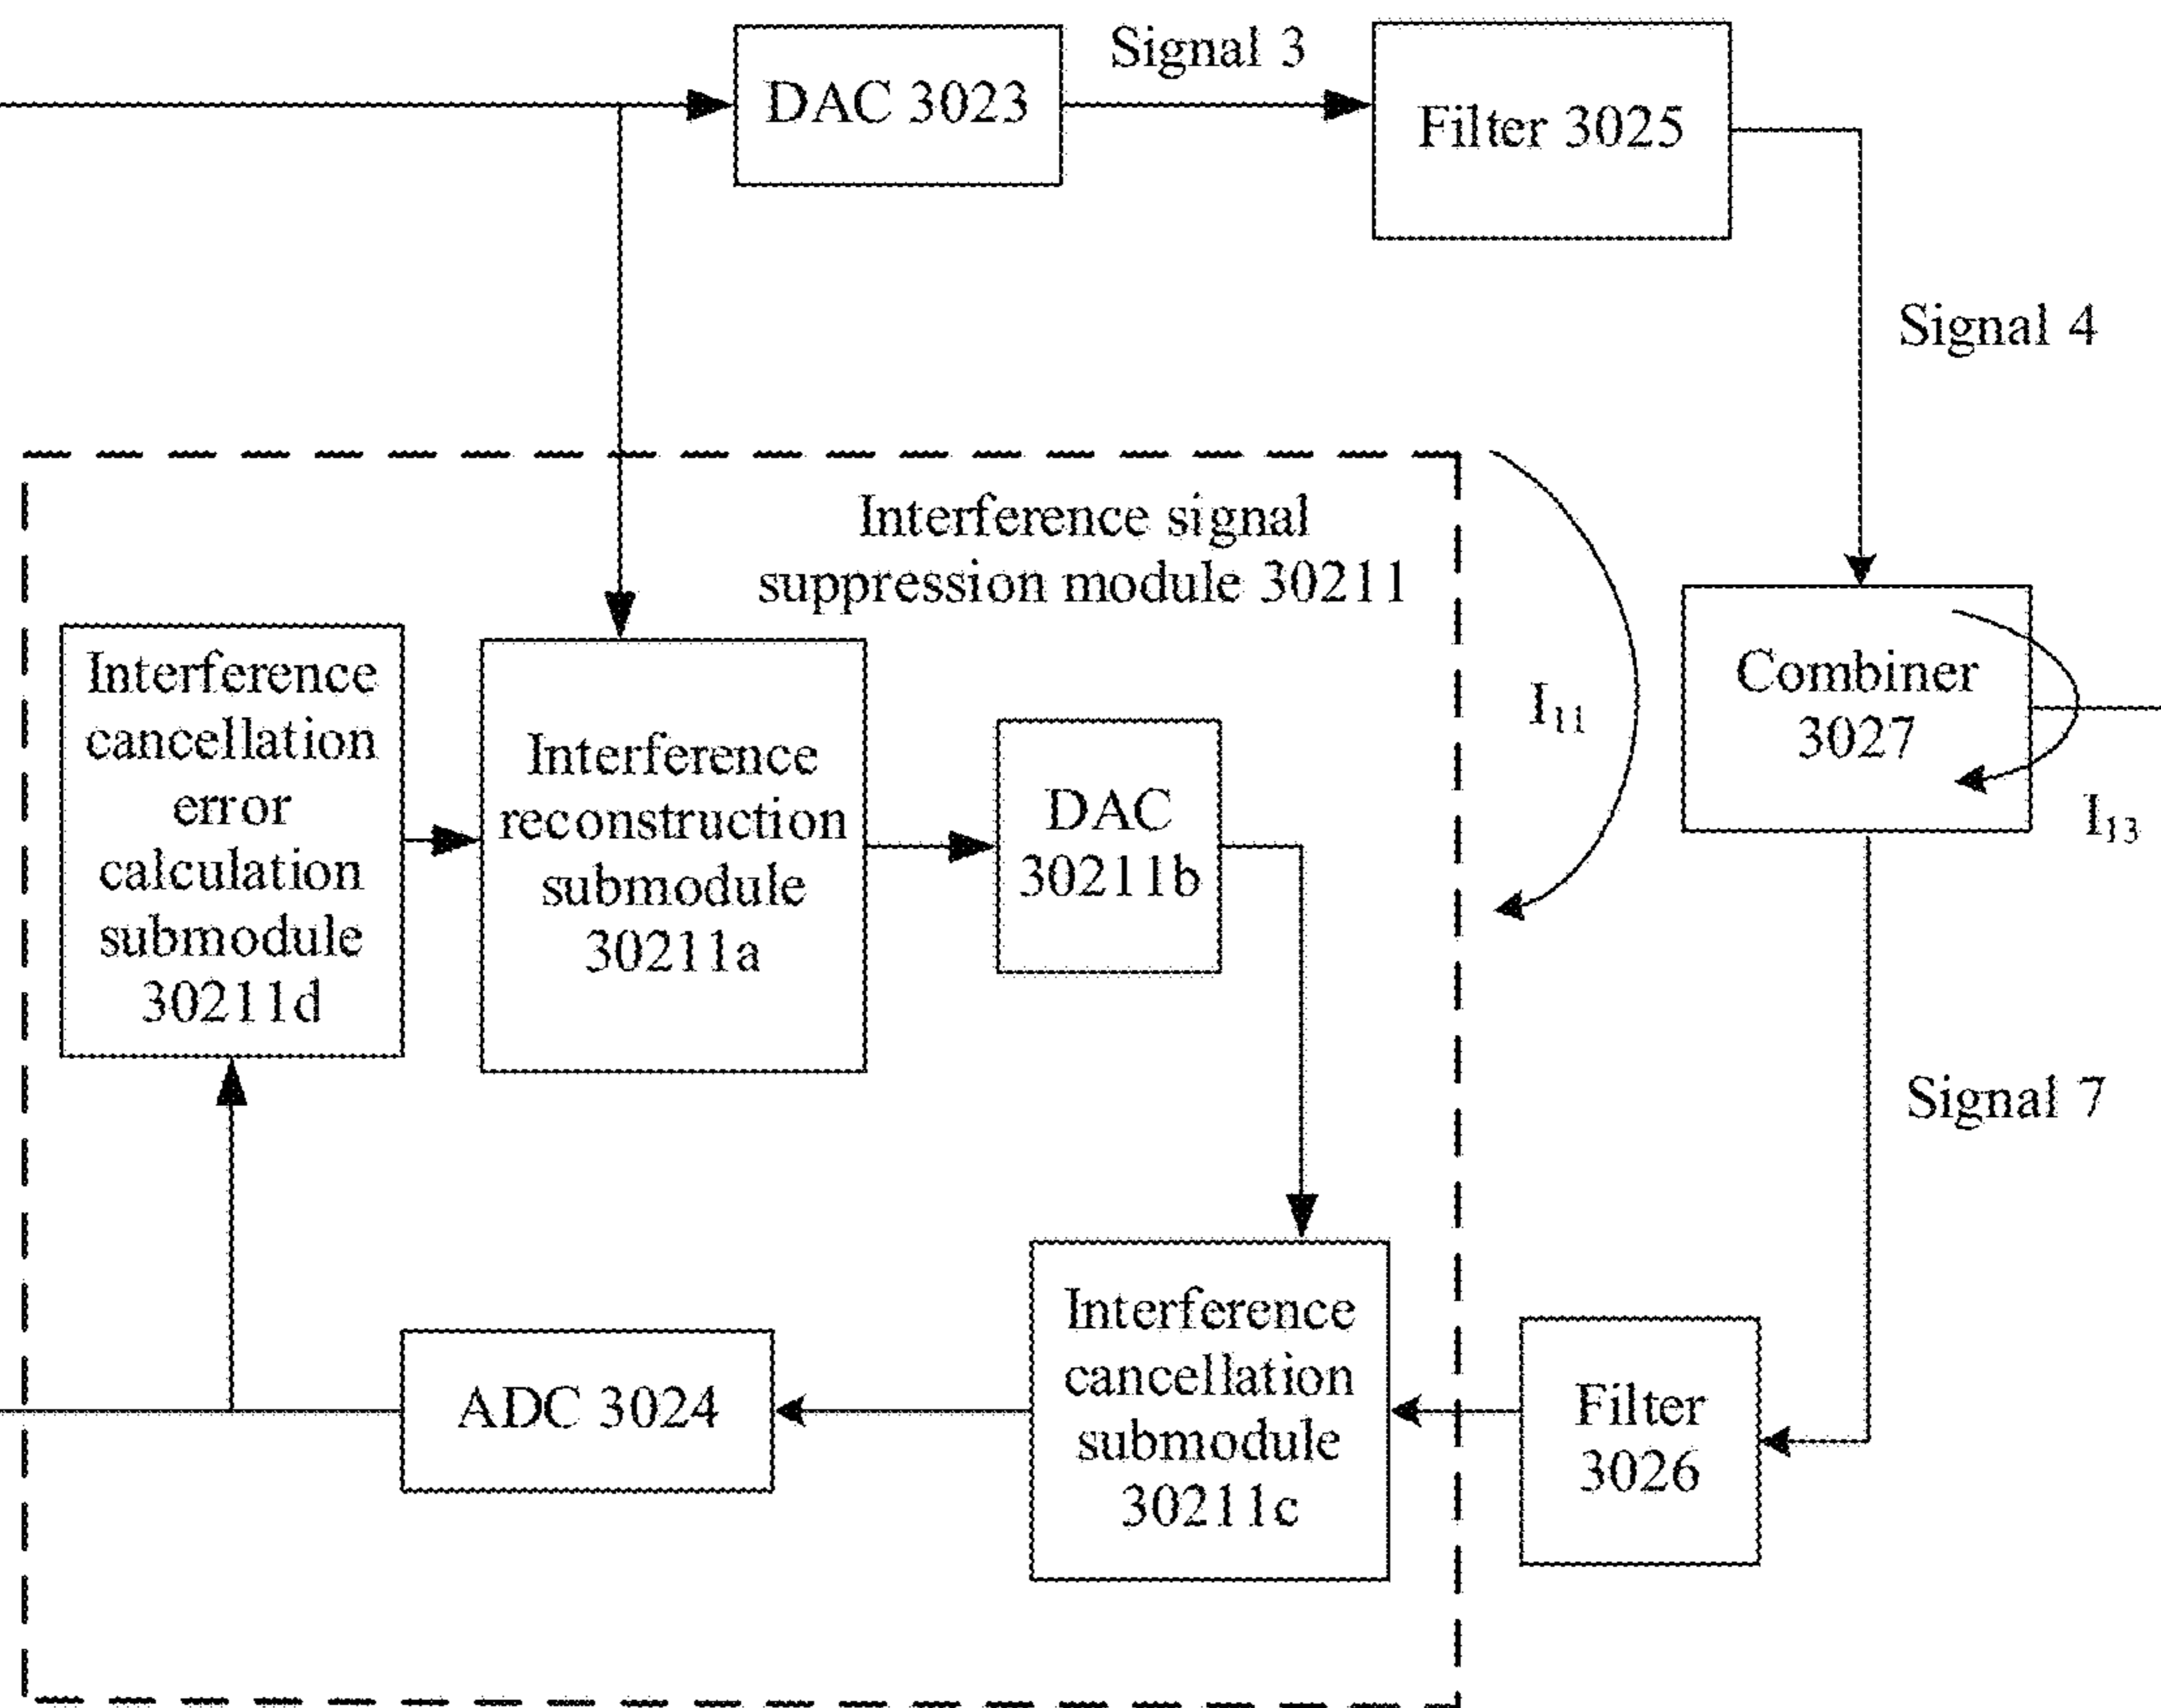 Signal 3
DAC 3023
Filter 3025
Signal 4
Interference signal
suppression module 30211
Interference
cancellation
error
calculation
submodule
30211d
Interference
reconstruction
submodule
30211a
DAC
30211b
I₁₁
Combiner
3027
I₁₃
Signal 7
ADC 3024
Interference
cancellation
submodule
30211c
Filter
3026